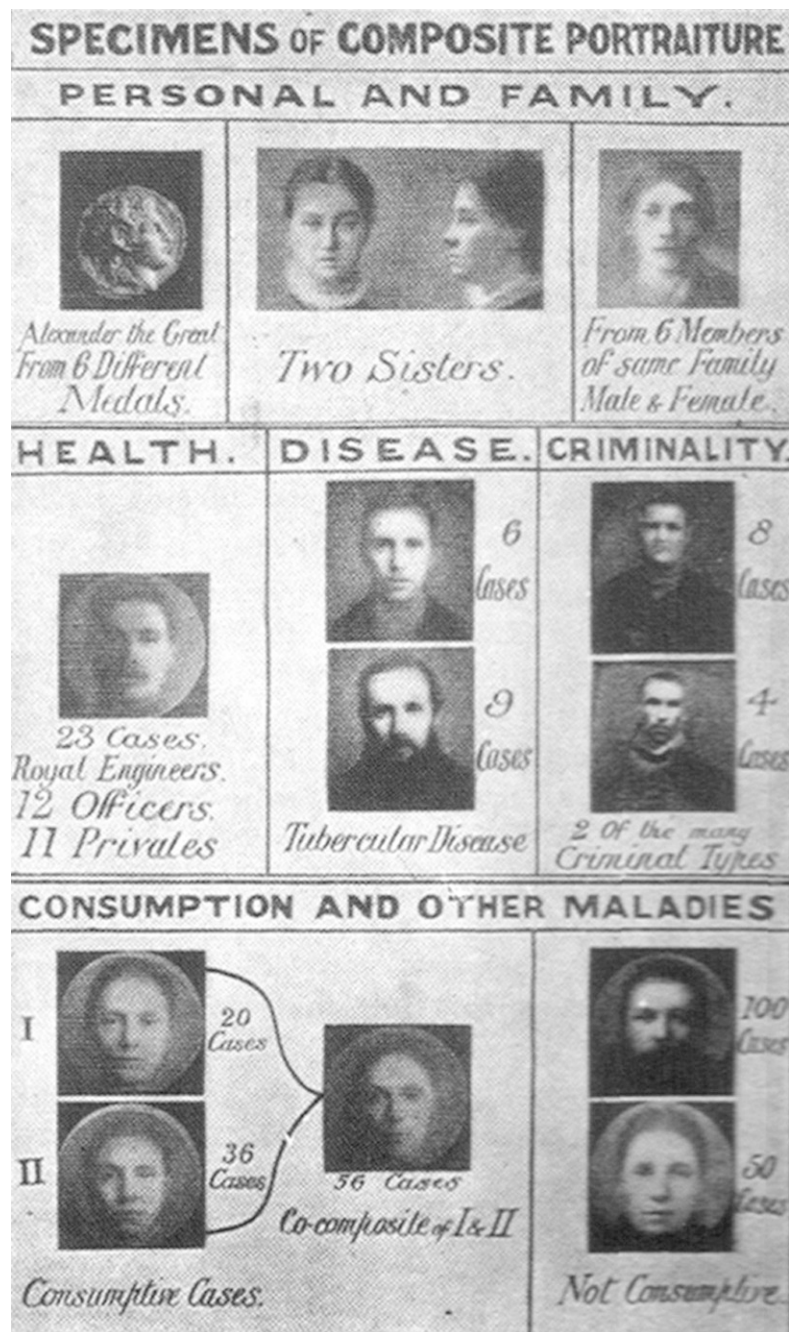 SPECIMENS OF COMPOSITE PORTRAITURE
PERSONAL AND FAMILY.
Alexander the Great
From 6 Different
Medals.
Two Sisters.
From 6 Members
of same Family
Male & Female.
HEALTH.
23 Cases.
Royal Engineers.
12 Officers.
11 Privates
DISEASE.
6
Cases
9
Cases
Tubercular Disease
CRIMINALITY.
8
Cases
4
Cases
2 Of the many
Criminal Types
CONSUMPTION AND OTHER MALADIES
I
20
Cases
II
36
Cases
56 Cases
Co-composite of I & II
Consumptive Cases.
100
Cases
50
Cases
Not Consumptive.